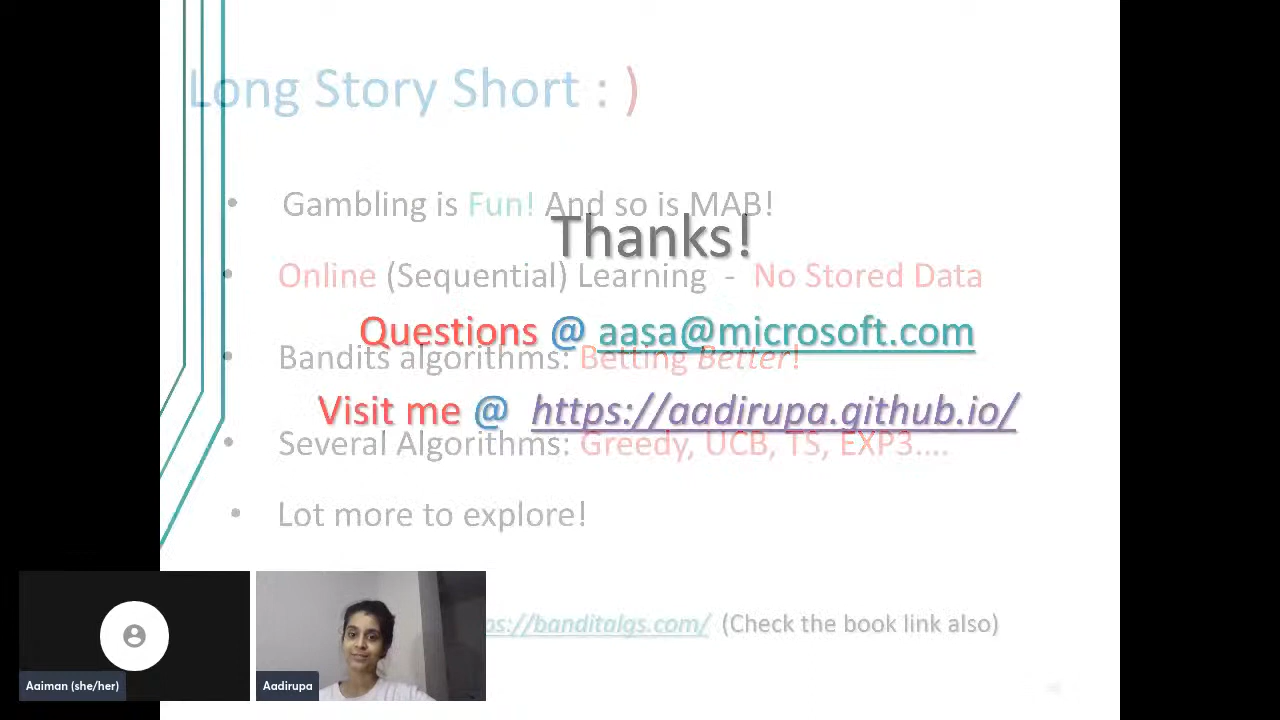 Long Story Short : )
• Gambling is Fun! And so is MAB!
Thanks!
• Online (Sequential) Learning - No Stored Data
Questions @ aasa@microsoft.com
• Bandits algorithms: Betting Better!
Visit me @ https://aadirupa.github.io/
• Several Algorithms: Greedy, UCB, TS, EXP3....
• Lot more to explore!
ps://banditalgs.com/ (Check the book link also)
Aaiman (she/her)
Aadirupa